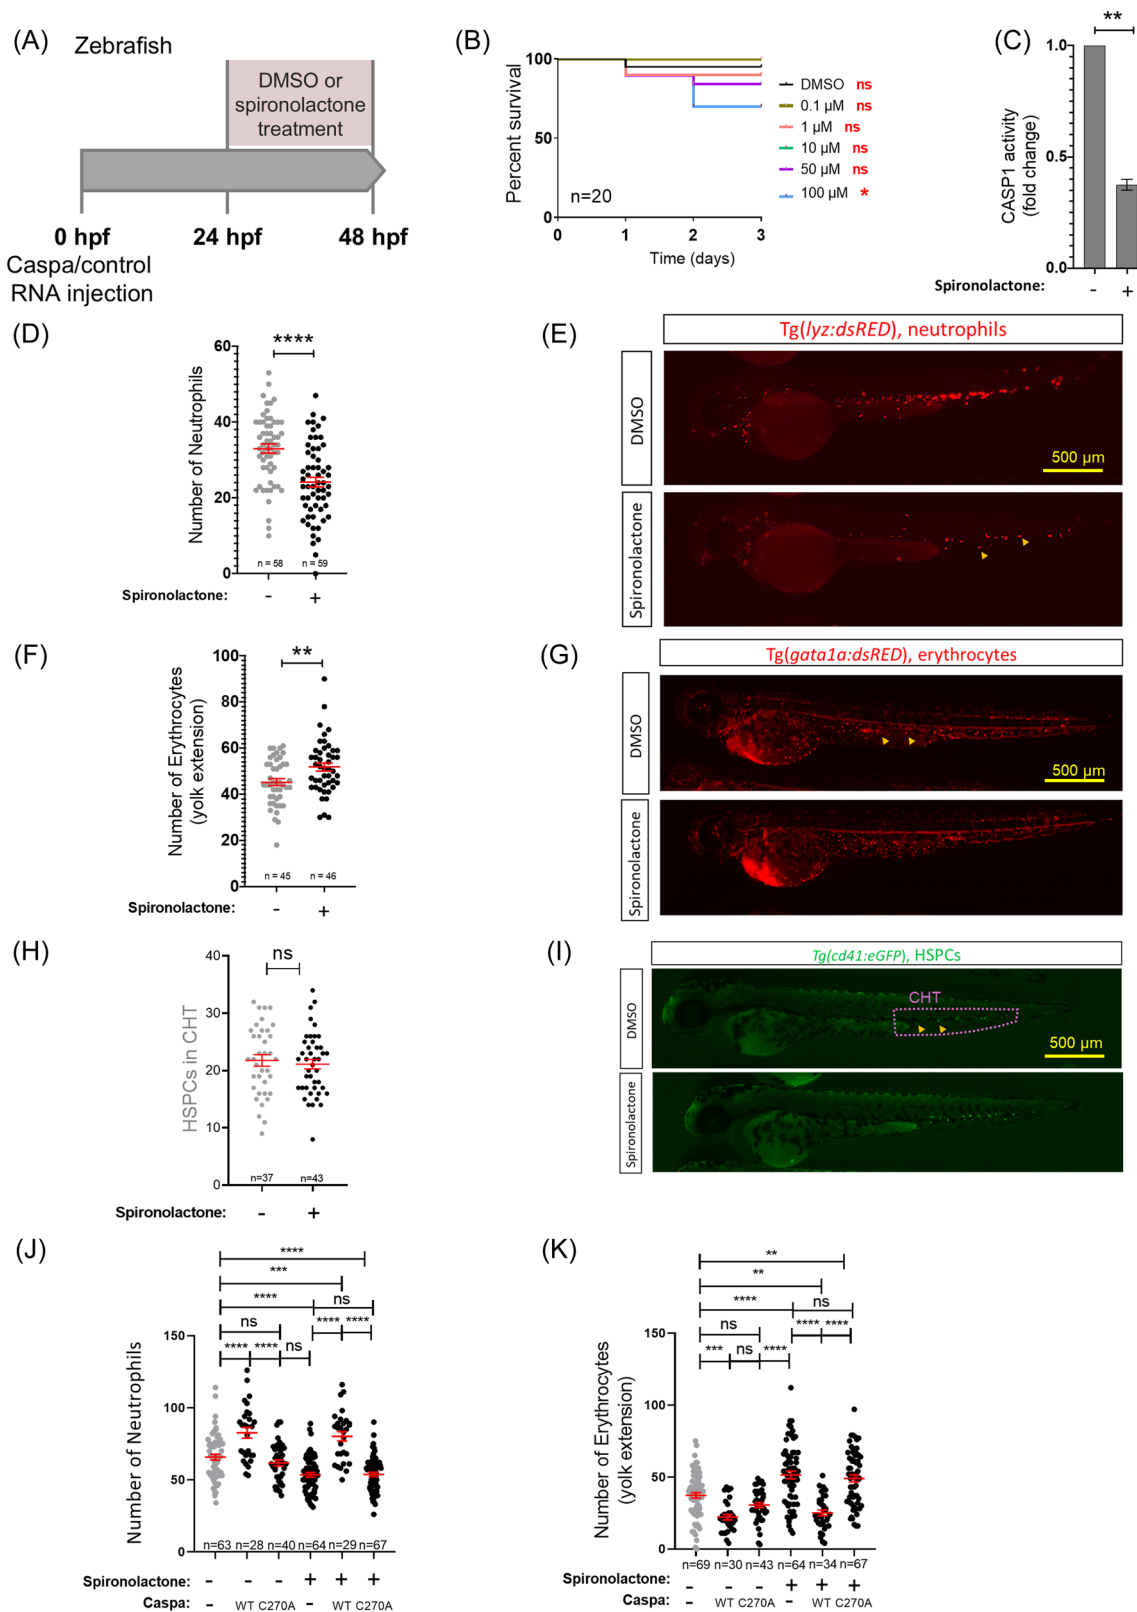 (A)
Zebrafish
DMSO or
spironolactone
treatment
0 hpf
24 hpf
48 hpf
Caspa/control
RNA injection
(B)
Percent survival
100
50
0
n=20
0
1
2
3
Time (days)
DMSO ns
0.1 µM ns
1 µM ns
10 µM ns
50 µM ns
100 µM *
(C)
**
CASP1 activity
(fold change)
1.0
0.5
0.0
Spironolactone: - +
(D)
****
Number of Neutrophils
60
40
20
0
n = 58
n = 59
Spironolactone: - +
(E)
Tg(lyz:dsRED), neutrophils
DMSO
500 µm
Spironolactone
(F)
**
Number of Erythrocytes
(yolk extension)
100
80
60
40
20
0
n = 45
n = 46
Spironolactone: - +
(G)
Tg(gata1a:dsRED), erythrocytes
DMSO
500 µm
Spironolactone
(H)
ns
HSPCs in CHT
40
30
20
10
0
n=37
n=43
Spironolactone: - +
(I)
Tg(cd41:eGFP), HSPCs
DMSO
CHT
500 µm
Spironolactone
(J)
****
***
**** ns
ns **** ****
**** **** ns
Number of Neutrophils
150
100
50
0
n=63 n=28 n=40 n=64 n=29 n=67
Spironolactone: - - - + + +
Caspa: - WT C270A - WT C270A
(K)
**
**
**** ns
ns **** ****
*** ns ****
Number of Erythrocytes
(yolk extension)
150
100
50
0
n=69 n=30 n=43 n=64 n=34 n=67
Spironolactone: - - - + + +
Caspa: - WT C270A - WT C270A